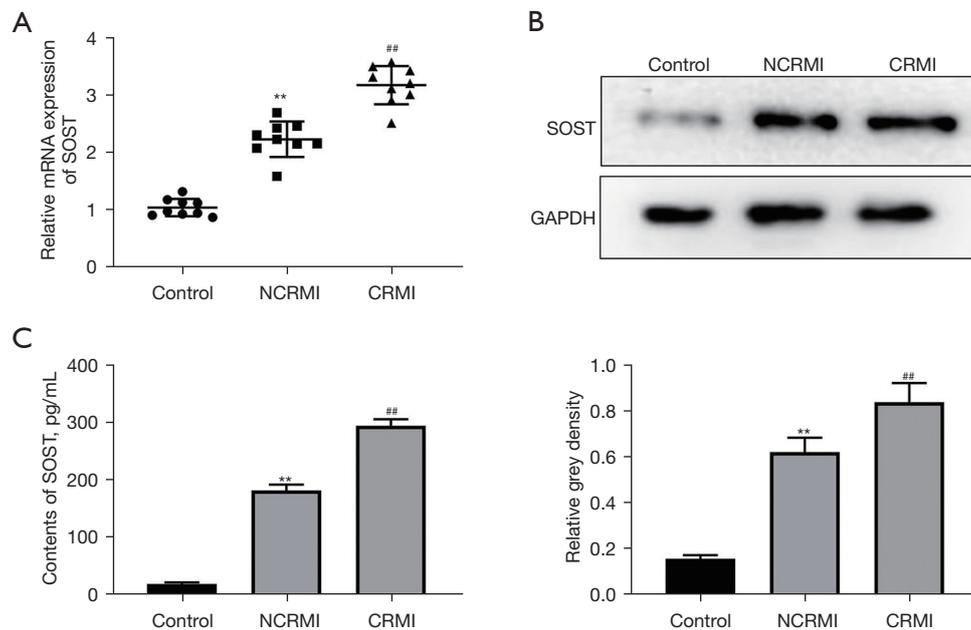 A
Relative mRNA expression
of SOST
4
3
2
1
0
**
##
Control NCRMI CRMI
B
Control NCRMI CRMI
SOST
GAPDH
C
Contents of SOST, pg/mL
400
300
200
100
0
**
##
Control NCRMI CRMI
Relative grey density
1.0
0.8
0.6
0.4
0.2
0.0
**
##
Control NCRMI CRMI